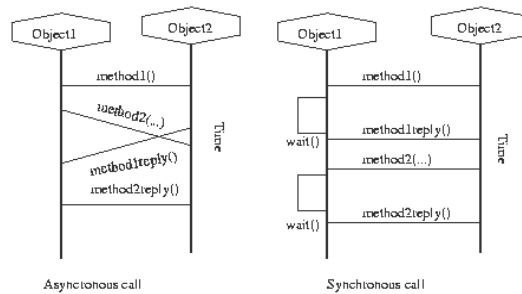 Object1
Object2
method1()
method2(...)
method1reply()
method2reply()
Time
Asynctonous call
Object1
Object2
method1()
wait()
method1reply()
method2(...)
wait()
method2reply()
Time
Synchtonous call